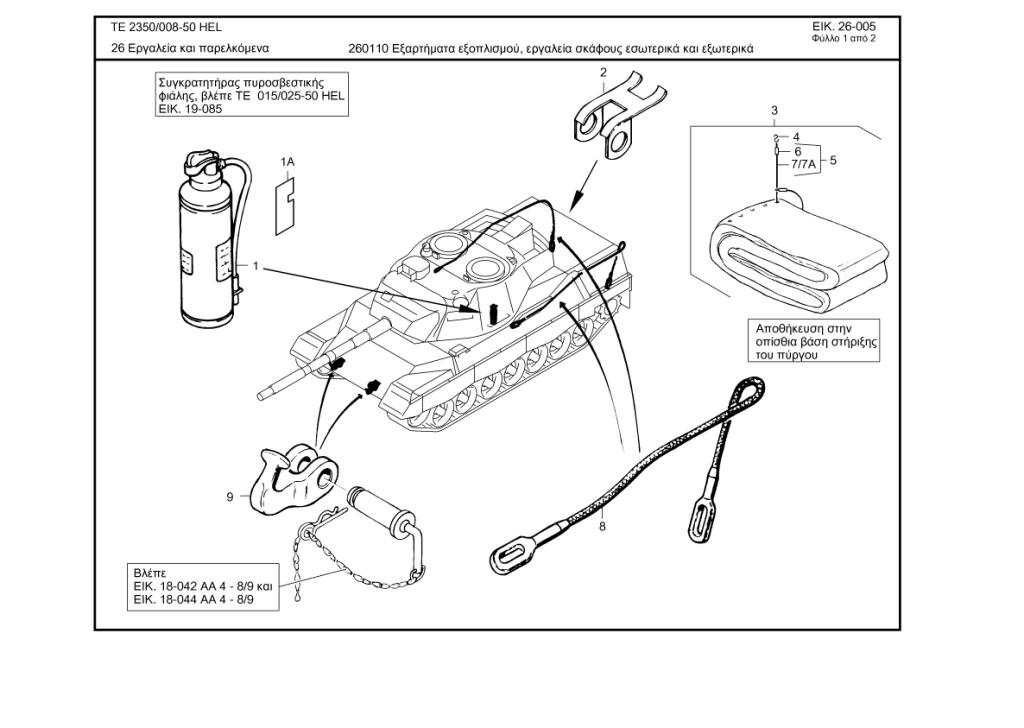 TE 2350/008-50 HEL
ΕΙΚ. 26-005
Φύλλο 1 από 2
26 Εργαλεία και παρελκόμενα
260110 Εξαρτήματα εξοπλισμού, εργαλεία σκάφους εσωτερικά και εξωτερικά
Συγκρατητήρας πυροσβεστικής
φιάλης, βλέπε ΤΕ 015/025-50 HEL
ΕΙΚ. 19-085
2
3
4
6
5
7/7A
1A
1
Αποθήκευση στην
οπίσθια βάση στήριξης
του πύργου
9
8
Βλέπε
ΕΙΚ. 18-042 ΑΑ 4 - 8/9 και
ΕΙΚ. 18-044 ΑΑ 4 - 8/9